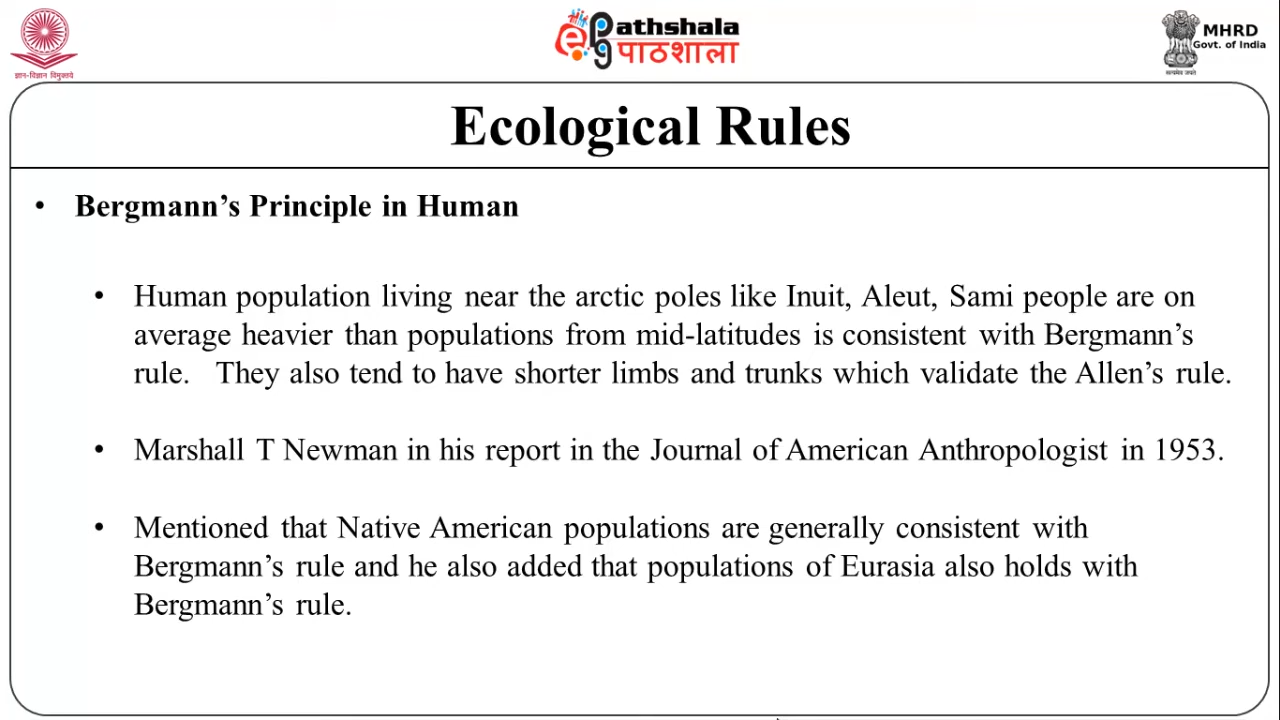 ज्ञान-विज्ञान विमुक्तये
ePathshala
पाठशाला
MHRD
Govt. of India
सत्यमेव जयते
Ecological Rules
• Bergmann’s Principle in Human
• Human population living near the arctic poles like Inuit, Aleut, Sami people are on
average heavier than populations from mid-latitudes is consistent with Bergmann’s
rule. They also tend to have shorter limbs and trunks which validate the Allen’s rule.
• Marshall T Newman in his report in the Journal of American Anthropologist in 1953.
• Mentioned that Native American populations are generally consistent with
Bergmann’s rule and he also added that populations of Eurasia also holds with
Bergmann’s rule.